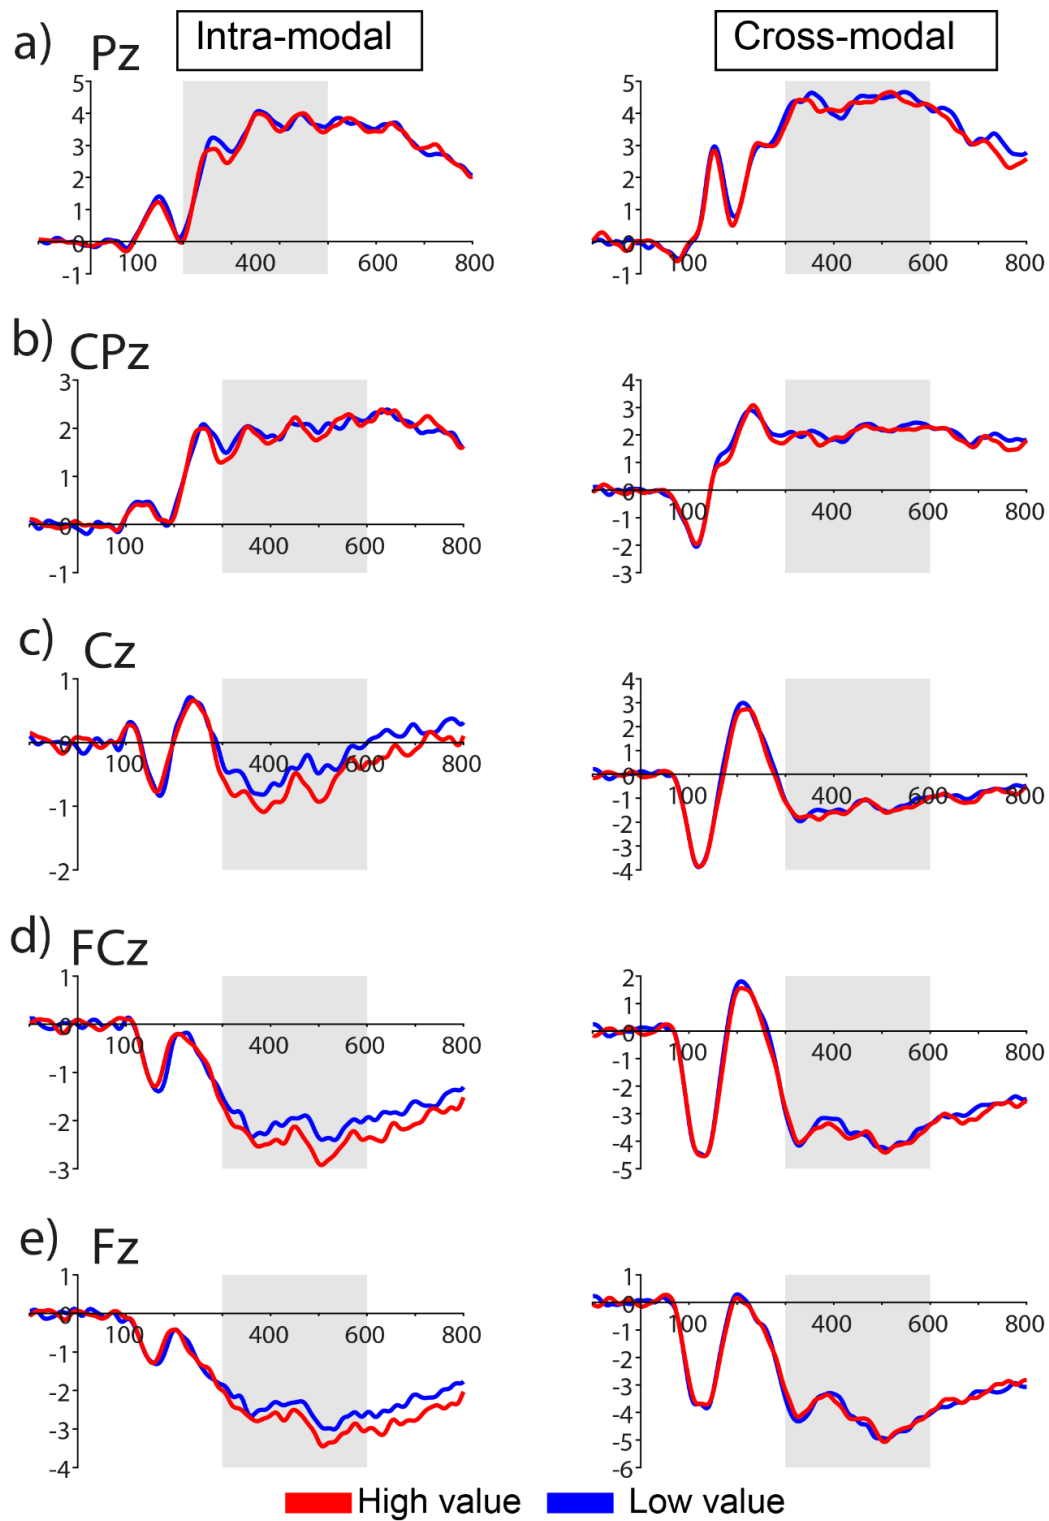 a) Pz Intra-modal Cross-modal
5 5
4 4
3 3
2 2
1 1
0 100 400 600 800 0 100 400 600 800
-1 -1
b) CPz
3 4
2 3
1 2
0 1
100 400 600 800 0 100 400 600 800
-1 -1
-2
-3
c) Cz
1 4
0 3
100 400 600 800 2
-1 1
-2 0 100 400 600 800
-1
-2
-3
-4
d) FCz
1 2
0 1
100 400 600 800 0 100 400 600 800
-1 -1
-2 -2
-3 -3
-4
-5
e) Fz
1 1
0 100 400 600 800 0 100 400 600 800
-1 -1
-2 -2
-3 -3
-4 -4
-5
-6
High value Low value